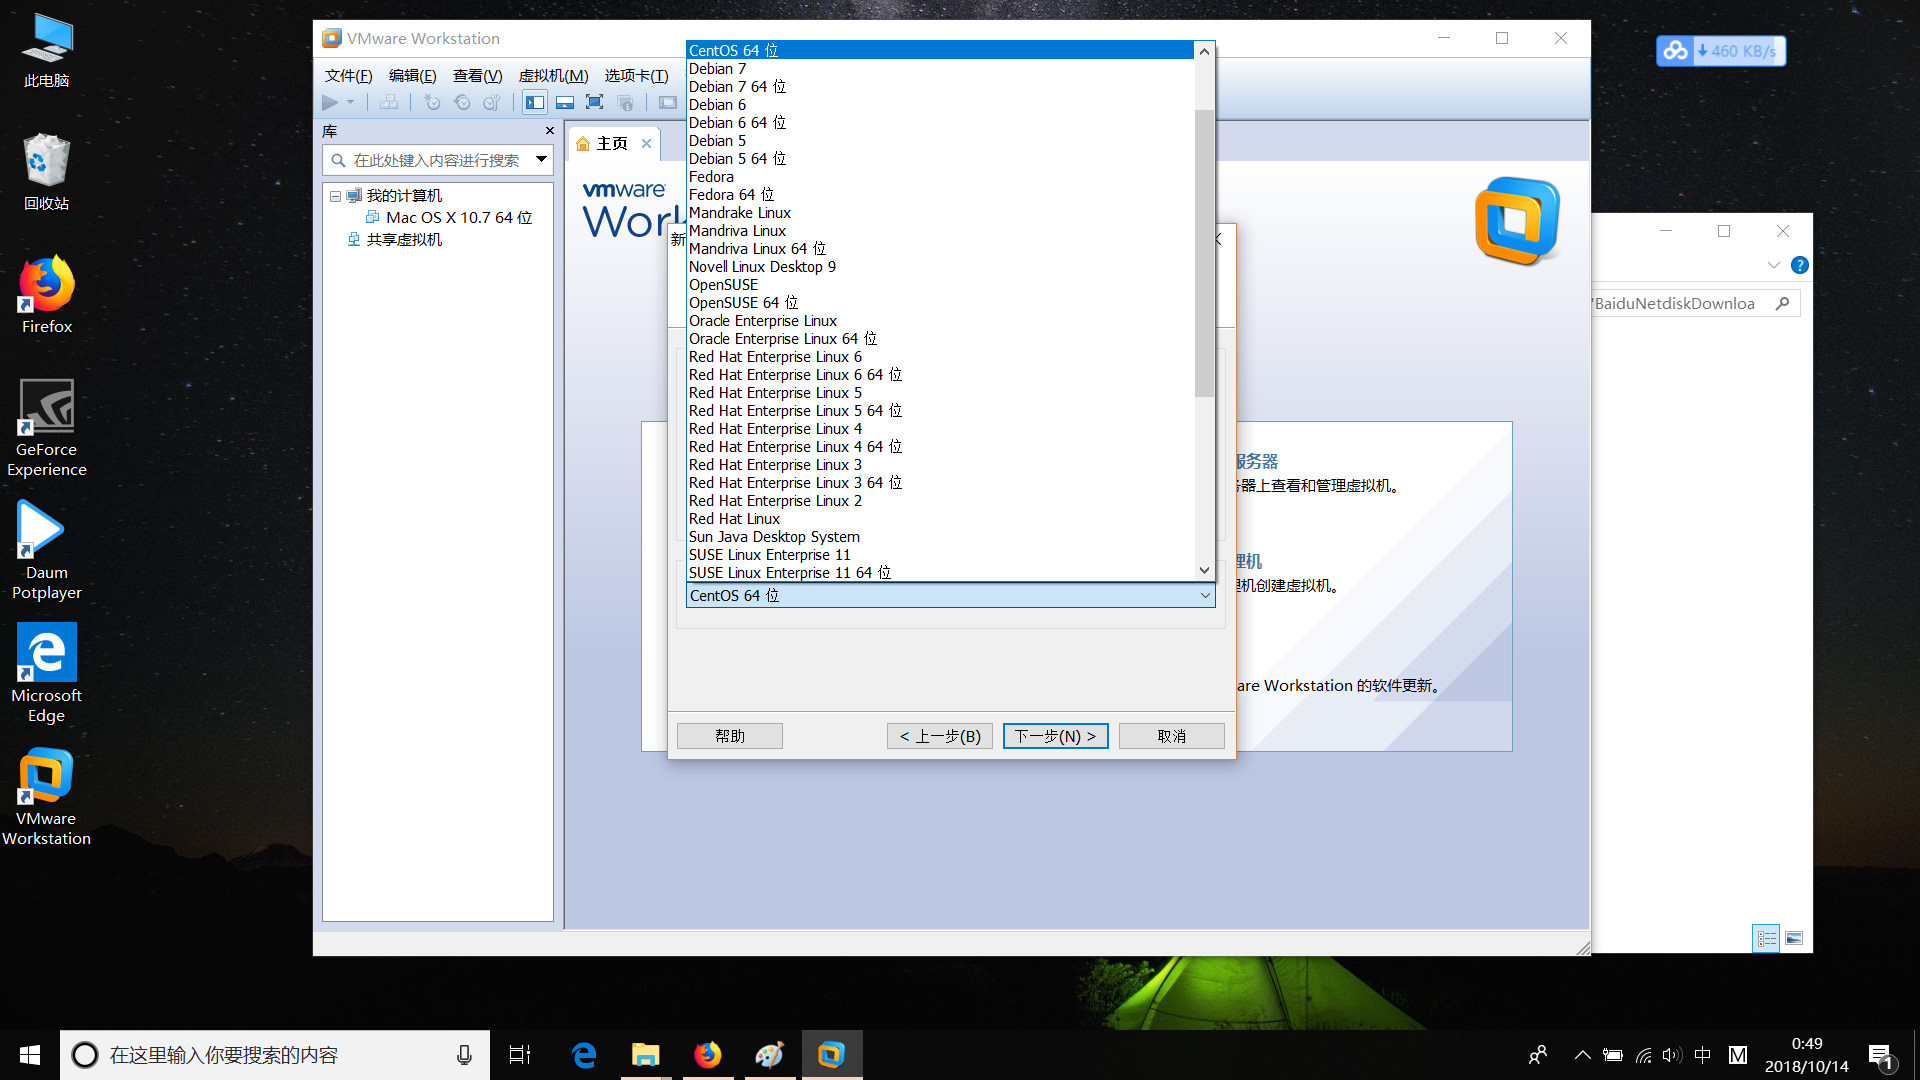 此电脑
回收站
Firefox
GeForce
Experience
Daum
Potplayer
Microsoft
Edge
VMware
Workstation
VMware Workstation
文件(F) 编辑(E) 查看(V) 虚拟机(M) 选项卡(T)
库
在此处键入内容进行搜索
我的计算机
Mac OS X 10.7 64 位
共享虚拟机
主页
vmware
Work
新
CentOS 64 位
Debian 7
Debian 7 64 位
Debian 6
Debian 6 64 位
Debian 5
Debian 5 64 位
Fedora
Fedora 64 位
Mandrake Linux
Mandriva Linux
Mandriva Linux 64 位
Novell Linux Desktop 9
OpenSUSE
OpenSUSE 64 位
Oracle Enterprise Linux
Oracle Enterprise Linux 64 位
Red Hat Enterprise Linux 6
Red Hat Enterprise Linux 6 64 位
Red Hat Enterprise Linux 5
Red Hat Enterprise Linux 5 64 位
Red Hat Enterprise Linux 4
Red Hat Enterprise Linux 4 64 位
Red Hat Enterprise Linux 3
Red Hat Enterprise Linux 3 64 位
Red Hat Enterprise Linux 2
Red Hat Linux
Sun Java Desktop System
SUSE Linux Enterprise 11
SUSE Linux Enterprise 11 64 位
CentOS 64 位
帮助
< 上一步(B)
下一步(N) >
取消
服务器
务器上查看和管理虚拟机。
理机
理机创建虚拟机。
are Workstation 的软件更新。
460 KB/s
"BaiduNetdiskDownloa
在这里输入你要搜索的内容
中
M
0:49
2018/10/14
1